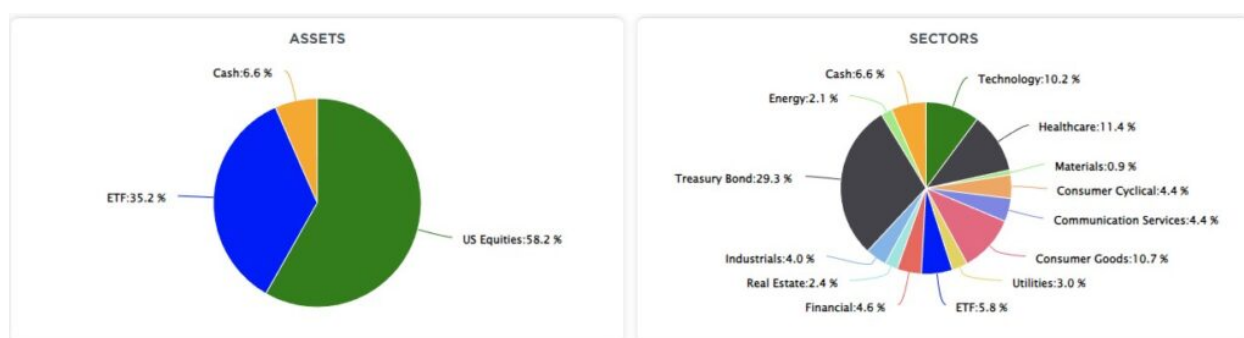 ASSETS
Cash:6.6 %
ETF:35.2 %
US Equities:58.2 %
SECTORS
Cash:6.6 %
Technology:10.2 %
Energy:2.1 %
Healthcare:11.4 %
Materials:0.9 %
Treasury Bond:29.3 %
Consumer Cyclical:4.4 %
Communication Services:4.4 %
Industrials:4.0 %
Consumer Goods:10.7 %
Real Estate:2.4 %
Utilities:3.0 %
Financial:4.6 %
ETF:5.8 %